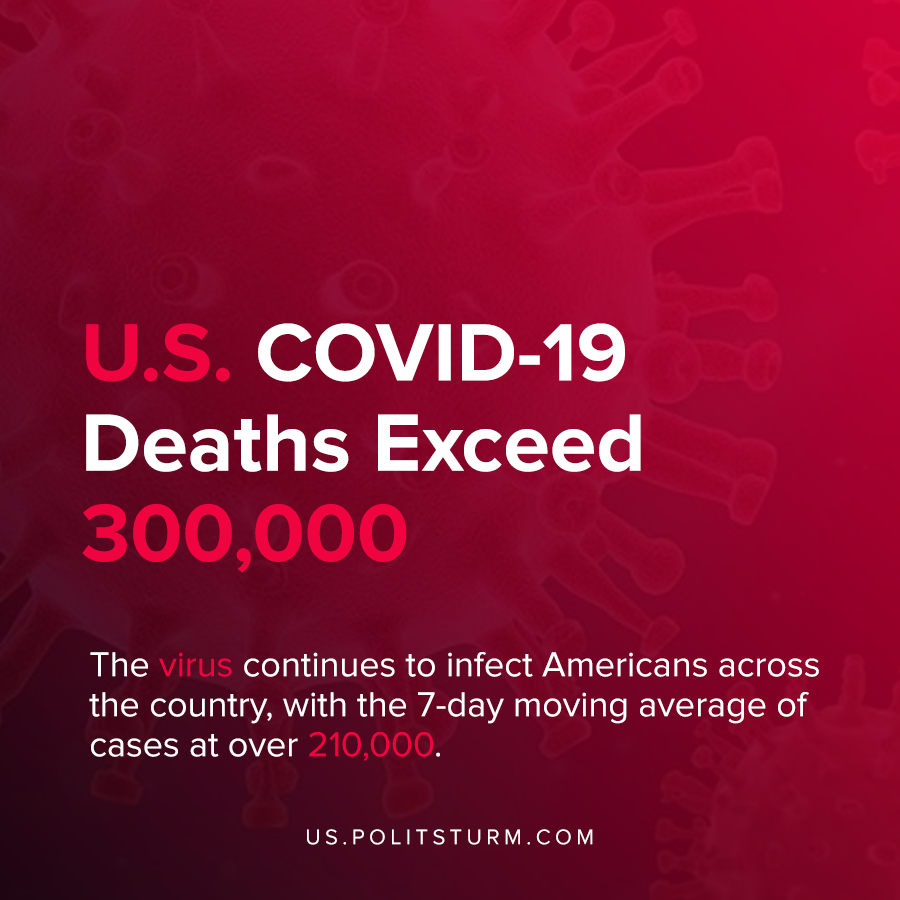 U.S. COVID-19
Deaths Exceed
300,000
The virus continues to infect Americans across
the country, with the 7-day moving average of
cases at over 210,000.
US.POLITSTURM.COM